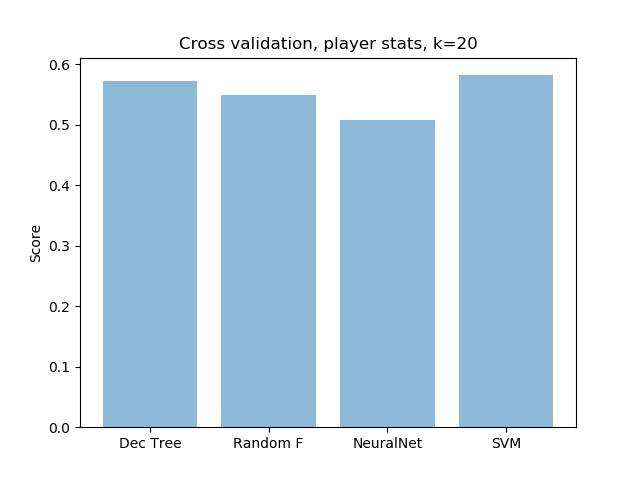 Cross validation, player stats, k=20
0.6
0.5
0.4
0.3
0.2
0.1
0.0
Score
Dec Tree Random F NeuralNet SVM